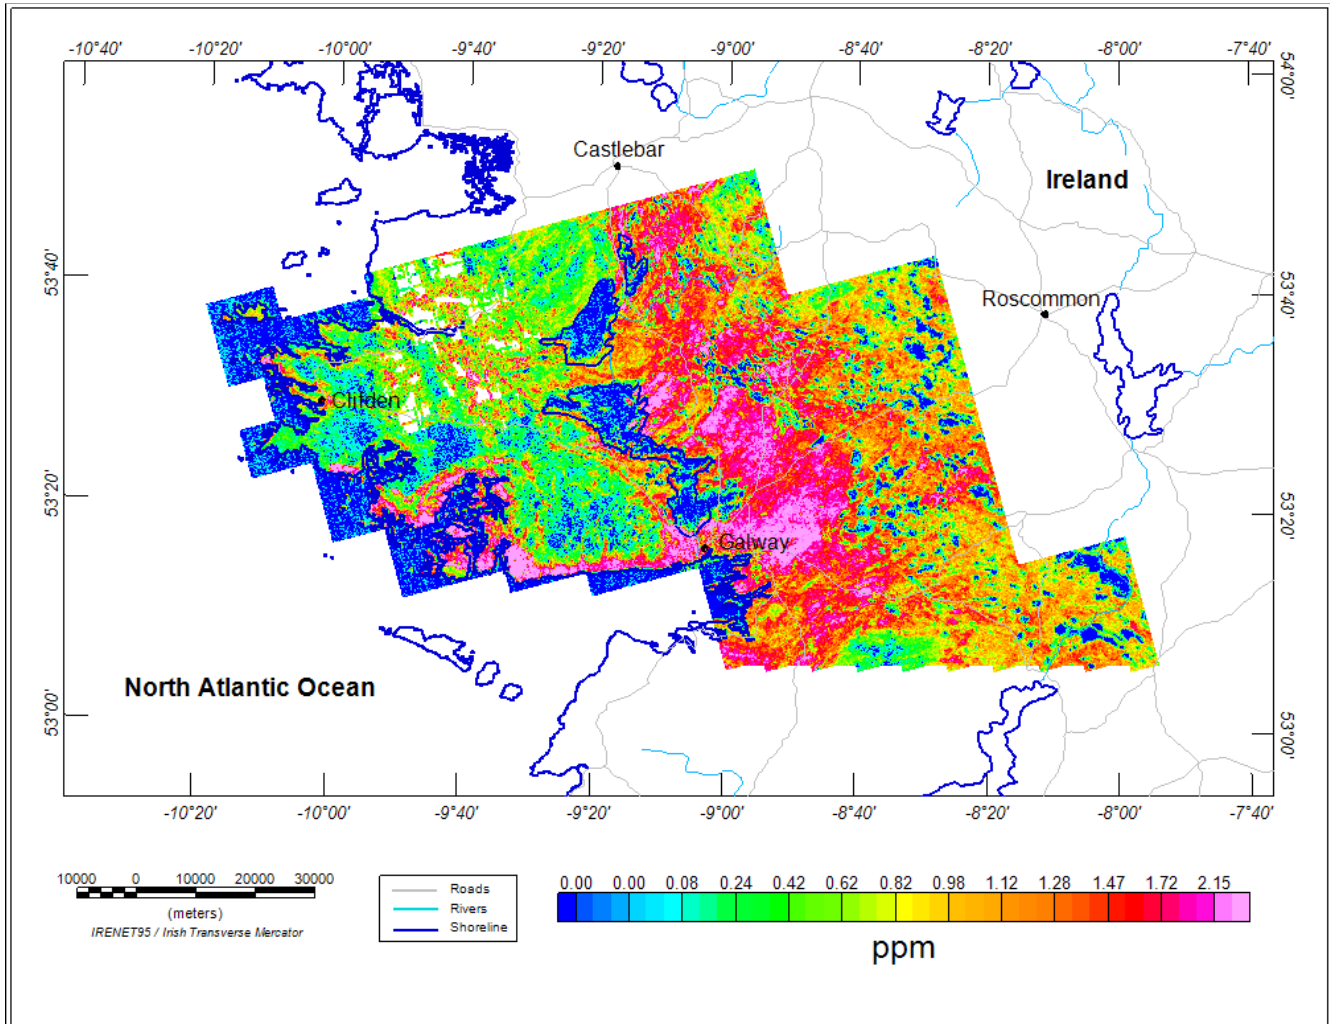 -10°40' -10°20' -10°00' -9°40' -9°20' -9°00' -8°40' -8°20' -8°00' -7°40'
54°00'
Castlebar
Ireland
53°40' 53°40'
Roscommon
Clifden
53°20' 53°20'
Galway
North Atlantic Ocean
53°00' 53°00'
-10°20' -10°00' -9°40' -9°20' -9°00' -8°40' -8°20' -8°00' -7°40'
10000 0 10000 20000 30000
(meters)
IRENET95 / Irish Transverse Mercator
Roads
Rivers
Shoreline
0.00 0.00 0.08 0.24 0.42 0.62 0.82 0.98 1.12 1.28 1.47 1.72 2.15
ppm